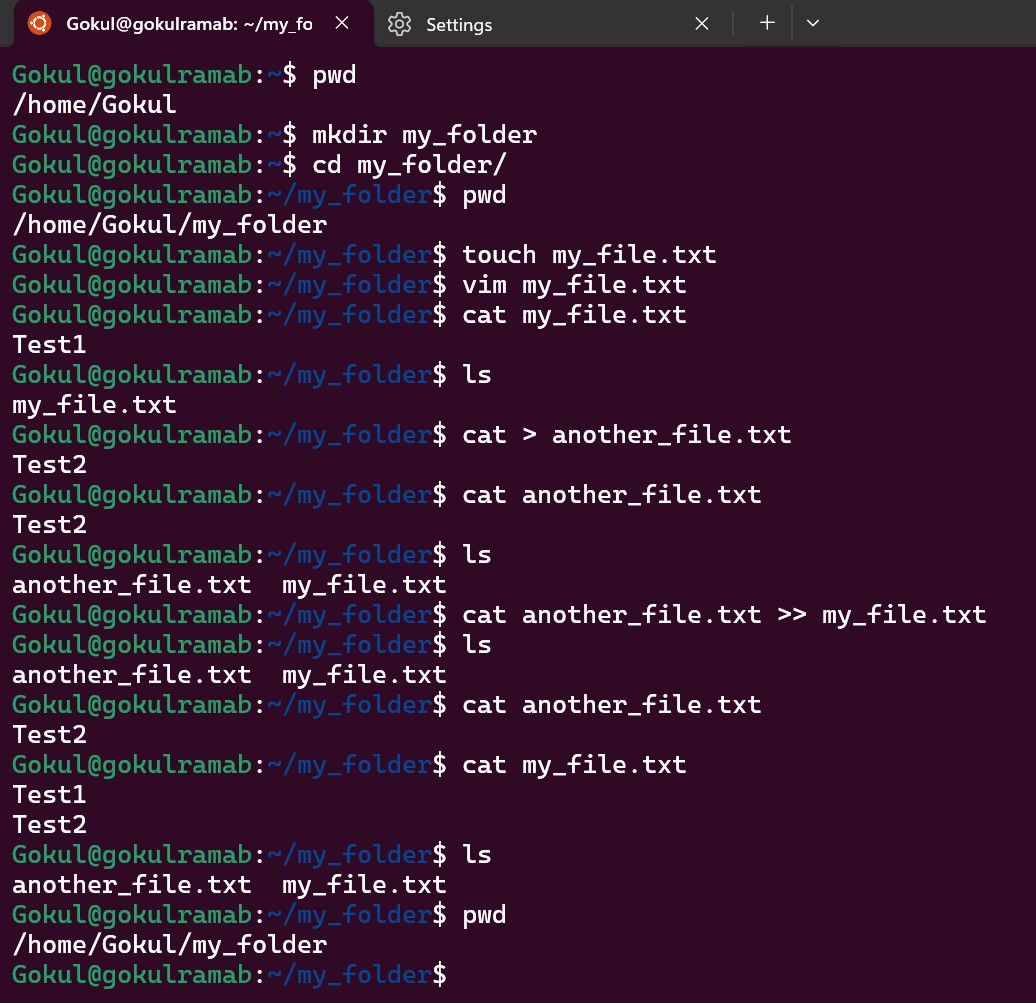 Gokul@gokulramab: ~/my_fo
Settings
Gokul@gokulramab:~$ pwd
/home/Gokul
Gokul@gokulramab:~$ mkdir my_folder
Gokul@gokulramab:~$ cd my_folder/
Gokul@gokulramab:~/my_folder$ pwd
/home/Gokul/my_folder
Gokul@gokulramab:~/my_folder$ touch my_file.txt
Gokul@gokulramab:~/my_folder$ vim my_file.txt
Gokul@gokulramab:~/my_folder$ cat my_file.txt
Test1
Gokul@gokulramab:~/my_folder$ ls
my_file.txt
Gokul@gokulramab:~/my_folder$ cat > another_file.txt
Test2
Gokul@gokulramab:~/my_folder$ cat another_file.txt
Test2
Gokul@gokulramab:~/my_folder$ ls
another_file.txt  my_file.txt
Gokul@gokulramab:~/my_folder$ cat another_file.txt >> my_file.txt
Gokul@gokulramab:~/my_folder$ ls
another_file.txt  my_file.txt
Gokul@gokulramab:~/my_folder$ cat another_file.txt
Test2
Gokul@gokulramab:~/my_folder$ cat my_file.txt
Test1
Test2
Gokul@gokulramab:~/my_folder$ ls
another_file.txt  my_file.txt
Gokul@gokulramab:~/my_folder$ pwd
/home/Gokul/my_folder
Gokul@gokulramab:~/my_folder$